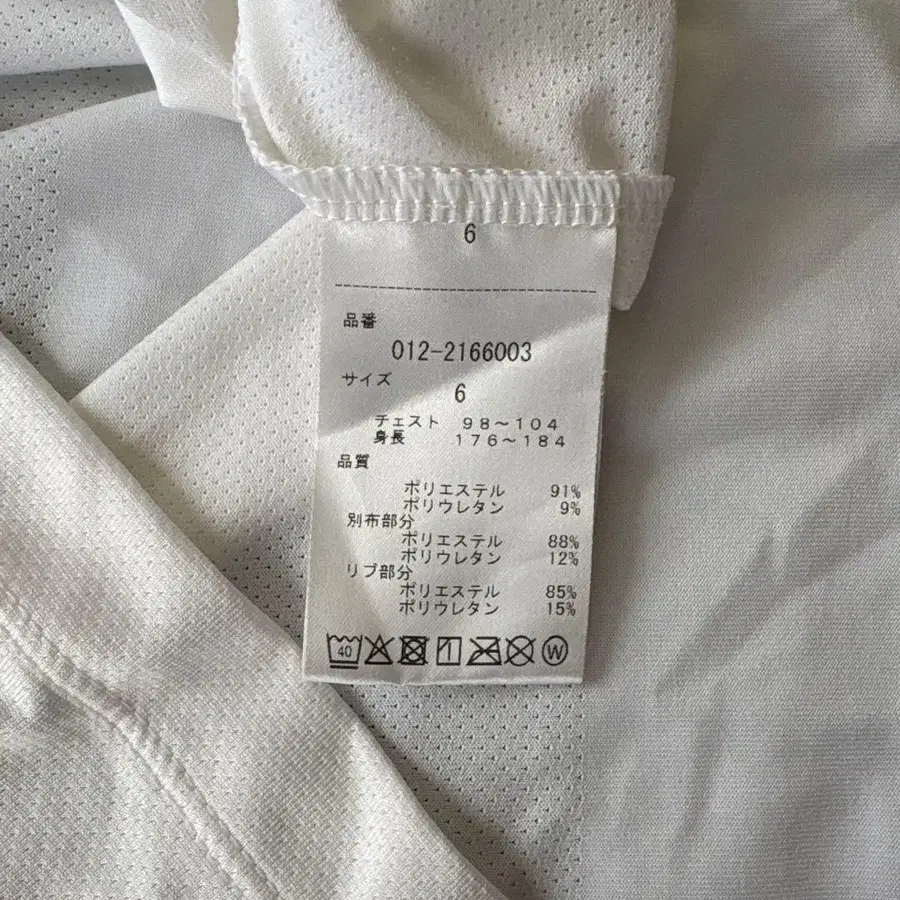 6
品番
012-2166003
サイズ
6
チェスト 98～104
身長 176～184
品質
ポリエステル 91%
ポリウレタン 9%
別布部分
ポリエステル 88%
ポリウレタン 12%
リブ部分
ポリエステル 85%
ポリウレタン 15%
40 W